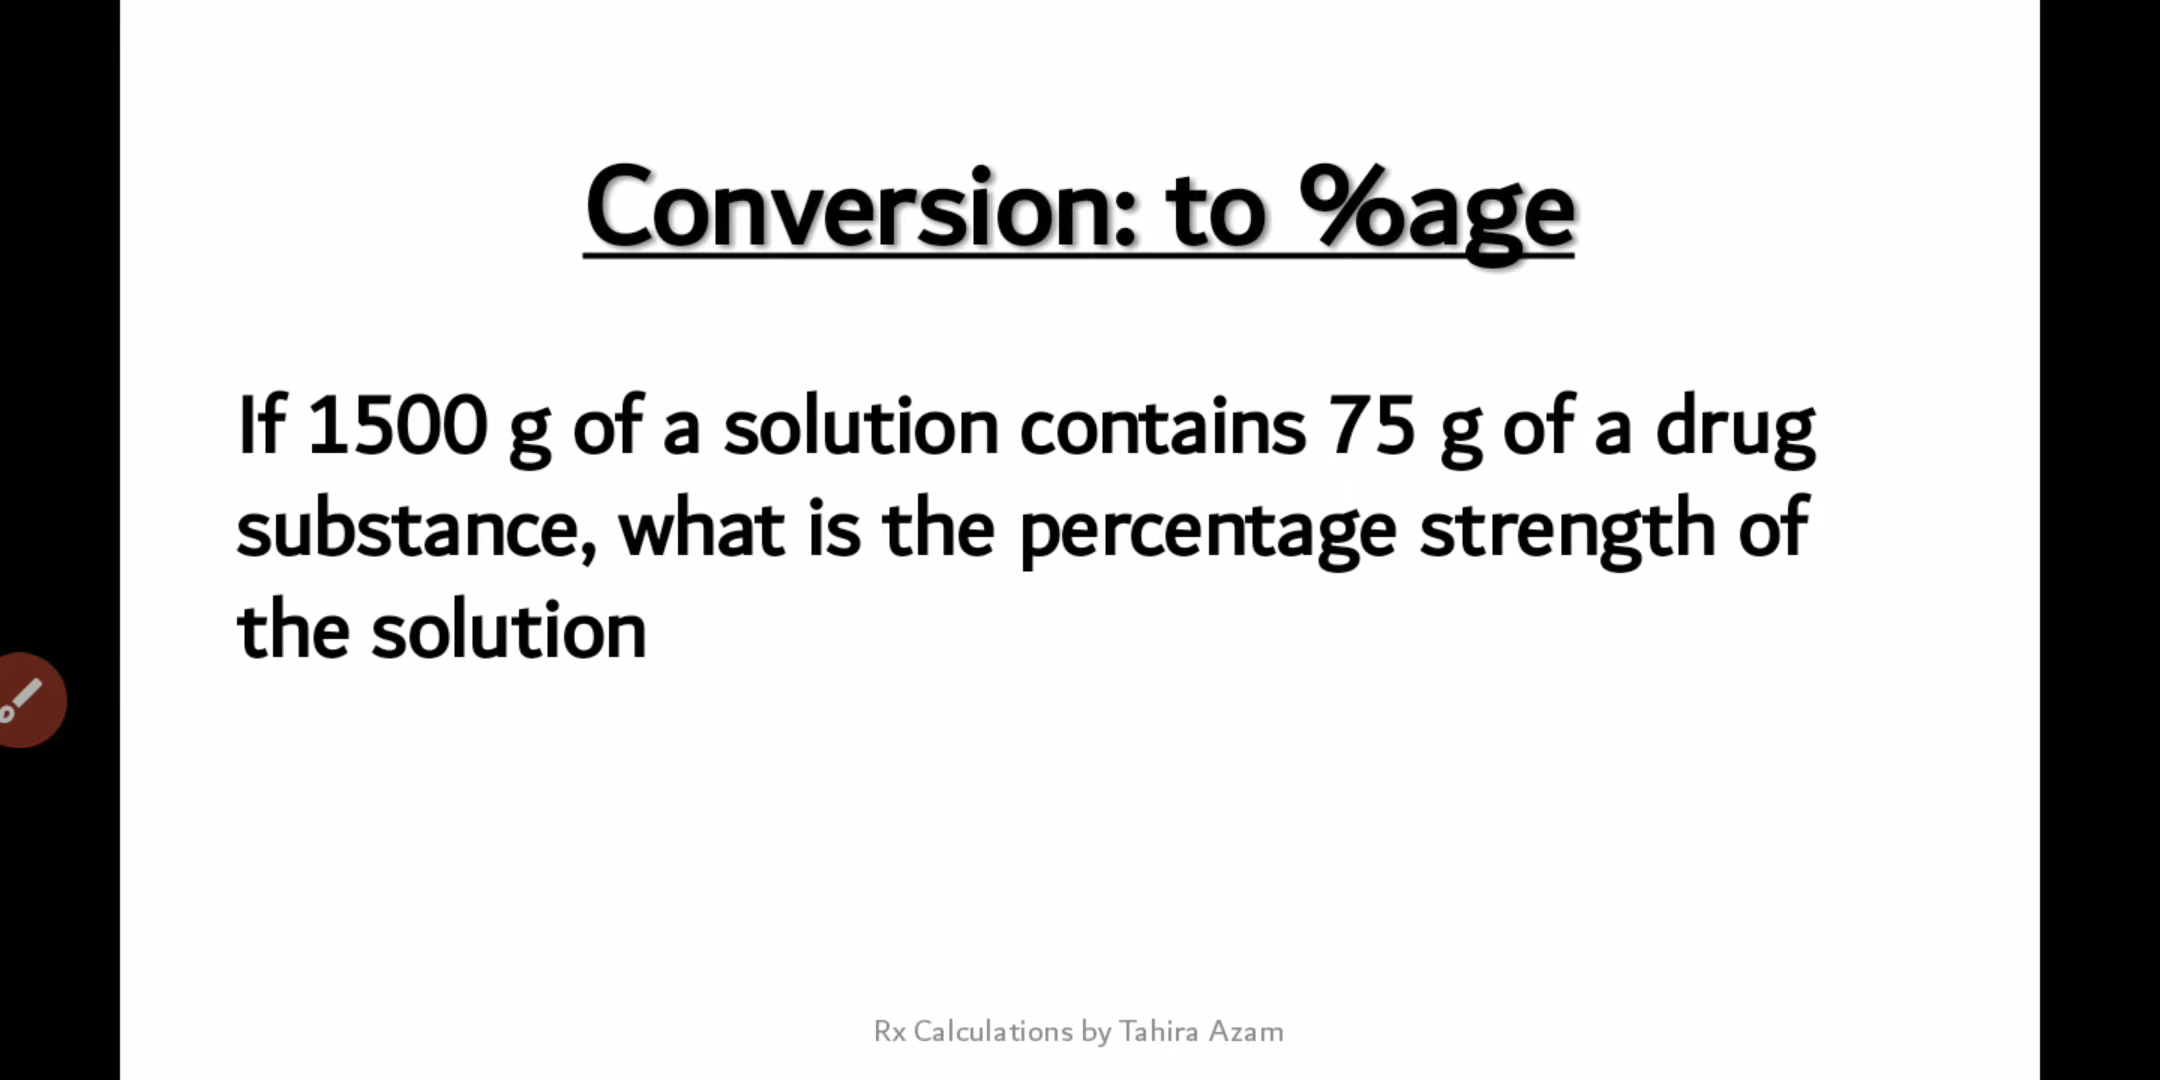 Conversion: to %age
If 1500 g of a solution contains 75 g of a drug
substance, what is the percentage strength of
the solution
Rx Calculations by Tahira Azam